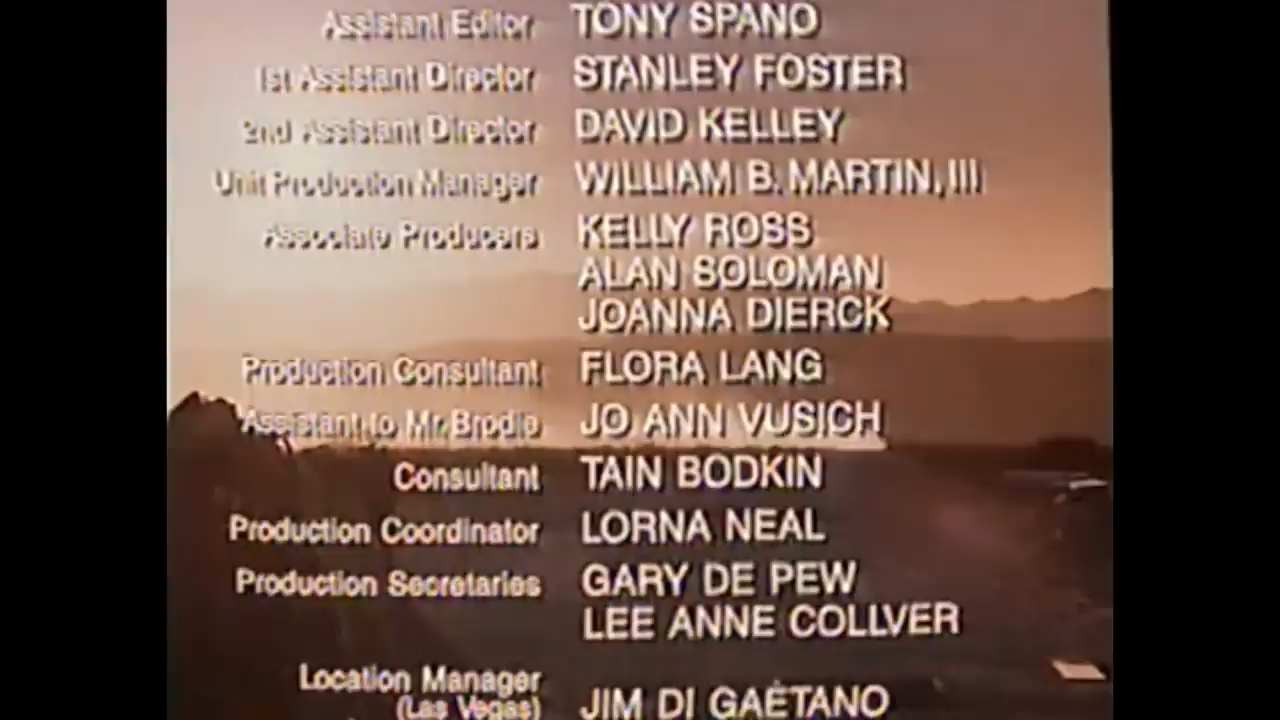 Assistant Editor TONY SPANO
1st Assistant Director STANLEY FOSTER
2nd Assistant Director DAVID KELLEY
Unit Production Manager WILLIAM B. MARTIN, III
Associate Producers KELLY ROSS
ALAN SOLOMAN
JOANNA DIERCK
Production Consultant FLORA LANG
Assistant to Mr. Brodie JO ANN VUSICH
Consultant TAIN BODKIN
Production Coordinator LORNA NEAL
Production Secretaries GARY DE PEW
LEE ANNE COLLVER
Location Manager
(Las Vegas) JIM DI GAETANO